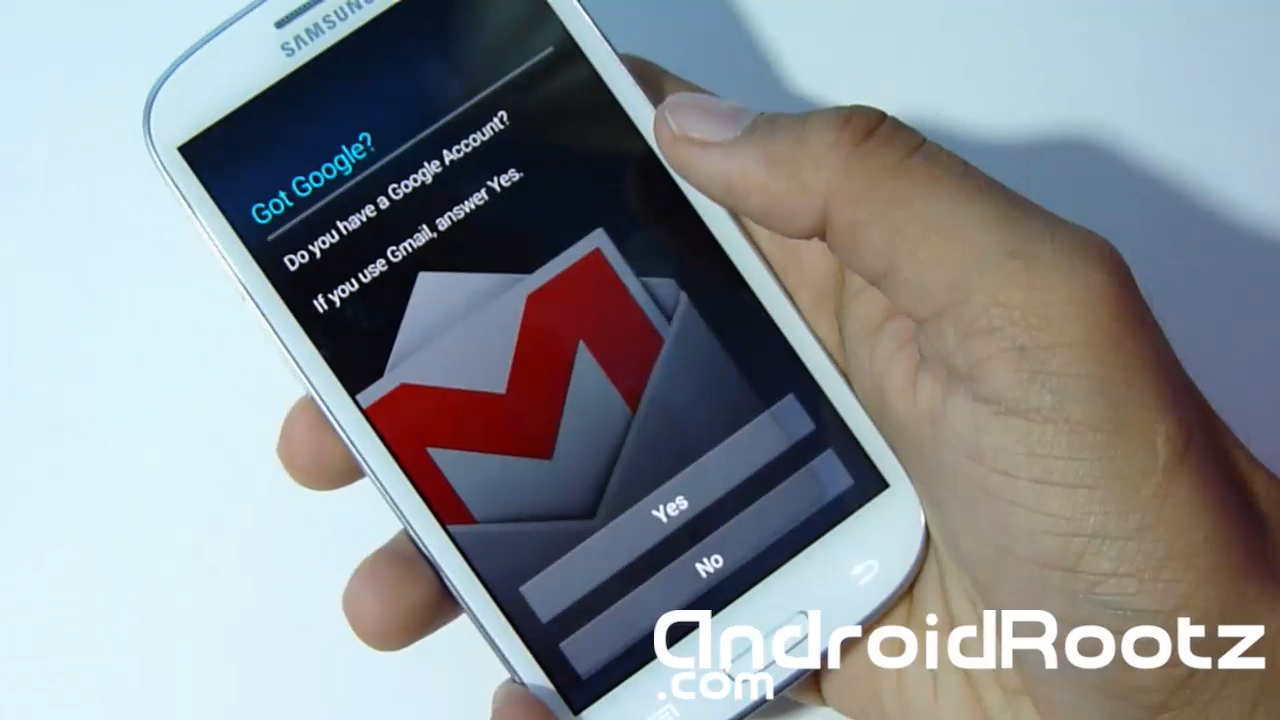 SAMSUNG
Got Google?
Do you have a Google Account?
If you use Gmail, answer Yes.
Yes
No
AndroidRootz
.com